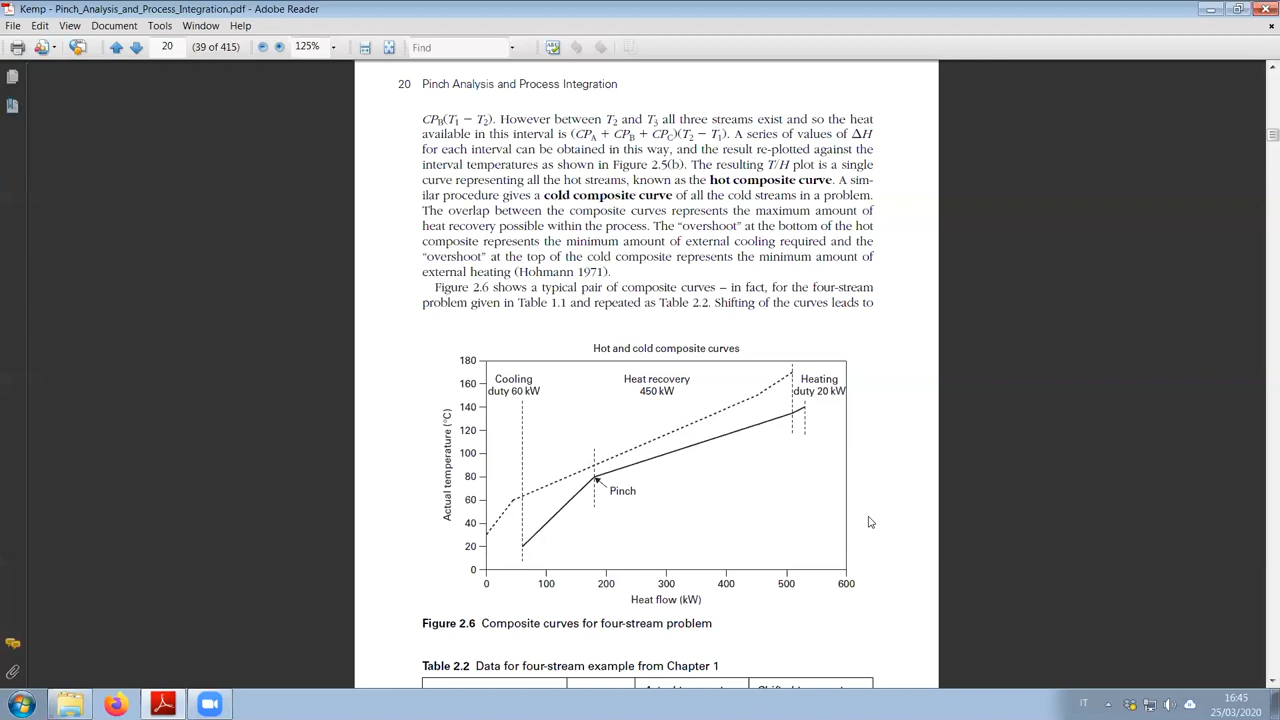 Kemp - Pinch_Analysis_and_Process_Integration.pdf - Adobe Reader
File Edit View Document Tools Window Help
20 (39 of 415) 125% Find
20 Pinch Analysis and Process Integration
CPB(T1 − T2). However between T2 and T3 all three streams exist and so the heat
available in this interval is (CPA + CPB + CPC)(T2 − T1). A series of values of ΔH
for each interval can be obtained in this way, and the result re-plotted against the
interval temperatures as shown in Figure 2.5(b). The resulting T/H plot is a single
curve representing all the hot streams, known as the hot composite curve. A sim-
ilar procedure gives a cold composite curve of all the cold streams in a problem.
The overlap between the composite curves represents the maximum amount of
heat recovery possible within the process. The “overshoot” at the bottom of the hot
composite represents the minimum amount of external cooling required and the
“overshoot” at the top of the cold composite represents the minimum amount of
external heating (Hohmann 1971).
Figure 2.6 shows a typical pair of composite curves – in fact, for the four-stream
problem given in Table 1.1 and repeated as Table 2.2. Shifting of the curves leads to
Hot and cold composite curves
180
160
140
120
100
80
60
40
20
0
Actual temperature (°C)
Cooling
duty 60 kW
Heat recovery
450 kW
Heating
duty 20 kW
Pinch
0 100 200 300 400 500 600
Heat flow (kW)
Figure 2.6 Composite curves for four-stream problem
Table 2.2 Data for four-stream example from Chapter 1
IT
16:45
25/03/2020